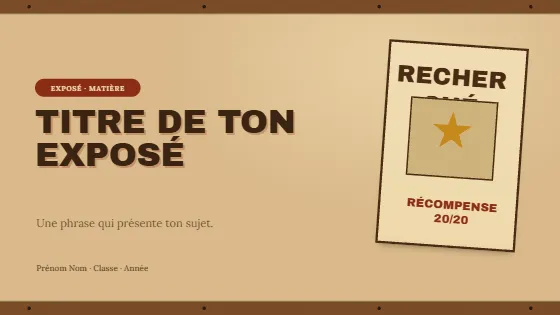 EXPOSÉ · MATIÈRE
TITRE DE TON
EXPOSÉ
Une phrase qui présente ton sujet.
Prénom Nom · Classe · Année
RECHER
RÉCOMPENSE
20/20